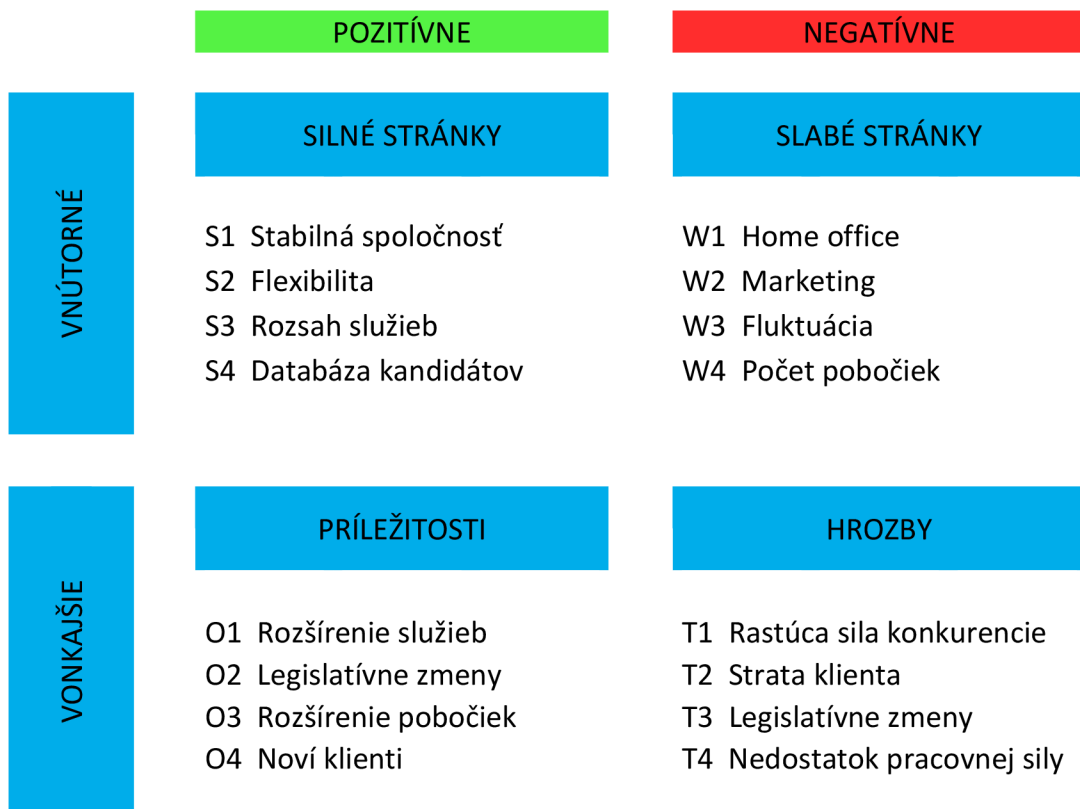 POZITÍVNE
NEGATÍVNE
VNÚTORNÉ
SILNÉ STRÁNKY
S1 Stabilná spoločnosť
S2 Flexibilita
S3 Rozsah služieb
S4 Databáza kandidátov
SLABÉ STRÁNKY
W1 Home office
W2 Marketing
W3 Fluktuácia
W4 Počet pobočiek
VONKAJŠIE
PRÍLEŽITOSTI
O1 Rozšírenie služieb
O2 Legislatívne zmeny
O3 Rozšírenie pobočiek
O4 Noví klienti
HROZBY
T1 Rastúca sila konkurencie
T2 Strata klienta
T3 Legislatívne zmeny
T4 Nedostatok pracovnej sily